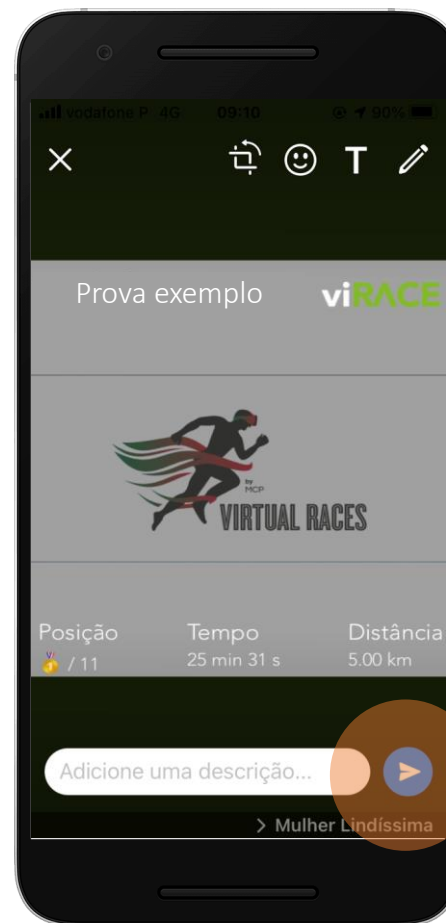 vodafone P 4G 09:10 90%
T
Prova exemplo viRACE
by
MCP
VIRTUAL RACES
Posição Tempo Distância
/ 11 25 min 31 s 5.00 km
Adicione uma descrição...
> Mulher Lindíssima